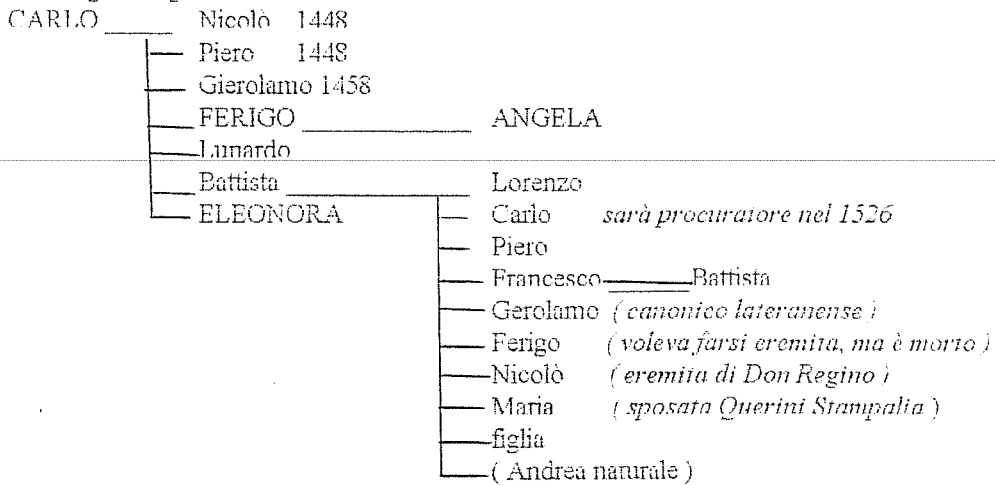 CARLO Nicolò 1448
Piero 1448
Gierolamo 1458
FERIGO ANGELA
Lunardo
Battista Lorenzo
ELEONORA Carlo sarà procuratore nel 1526
Piero
Francesco Battista
Gerolamo ( canonico lateranense )
Ferigo ( voleva farsi eremita, ma è morto )
Nicolò ( eremita di Don Regino )
Maria ( sposata Querini Stampalia )
figlia
( Andrea naturale )